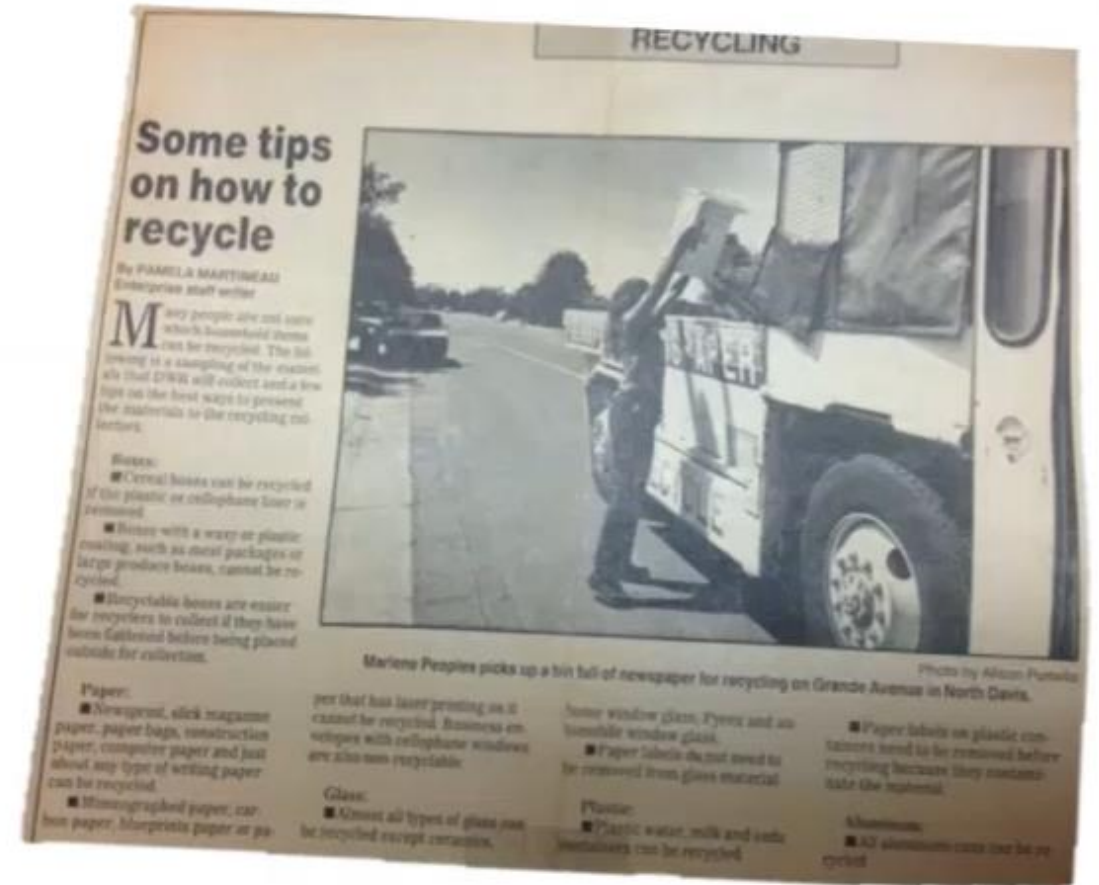 RECYCLING
Some tips
on how to
recycle
By PAMELA MARTINEAU
Enterprise staff writer
Many people are not sure
which household items
can be recycled. The fol-
lowing is a sampling of the materi-
als that DWR will collect and a few
tips on the best ways to present
the materials to the recycling col-
lectors.
Boxes:
■ Cereal boxes can be recycled
if the plastic or cellophane liner is
removed.
■ Boxes with a waxy or plastic
coating, such as meat packages or
large produce boxes, cannot be re-
cycled.
■ Recyclable boxes are easier
for recyclers to collect if they have
been flattened before being placed
outside for collection.
PAPER
Photo by Alison
Marlene Peoples picks up a bin full of newspaper for recycling on Grande Avenue in North Davis.
Paper:
■ Newsprint, slick magazine
paper, paper bags, construction
paper, computer paper and just
about any type of writing paper
can be recycled.
■ Mimeographed paper, car-
bon paper, blueprints paper or pa-
per that has laser printing on it
cannot be recycled. Business en-
velopes with cellophane windows
are also non-recyclable.
Glass:
■ Almost all types of glass can
be recycled except ceramics,
home window glass, Pyrex and au-
tomobile window glass.
■ Paper labels do not need to
be removed from glass material.
Plastic:
■ Plastic water, milk and soda
containers can be recycled.
■ Paper labels on plastic con-
tainers need to be removed before
recycling because they contami-
nate the material.
Aluminum:
■ All aluminum cans can be re-
cycled